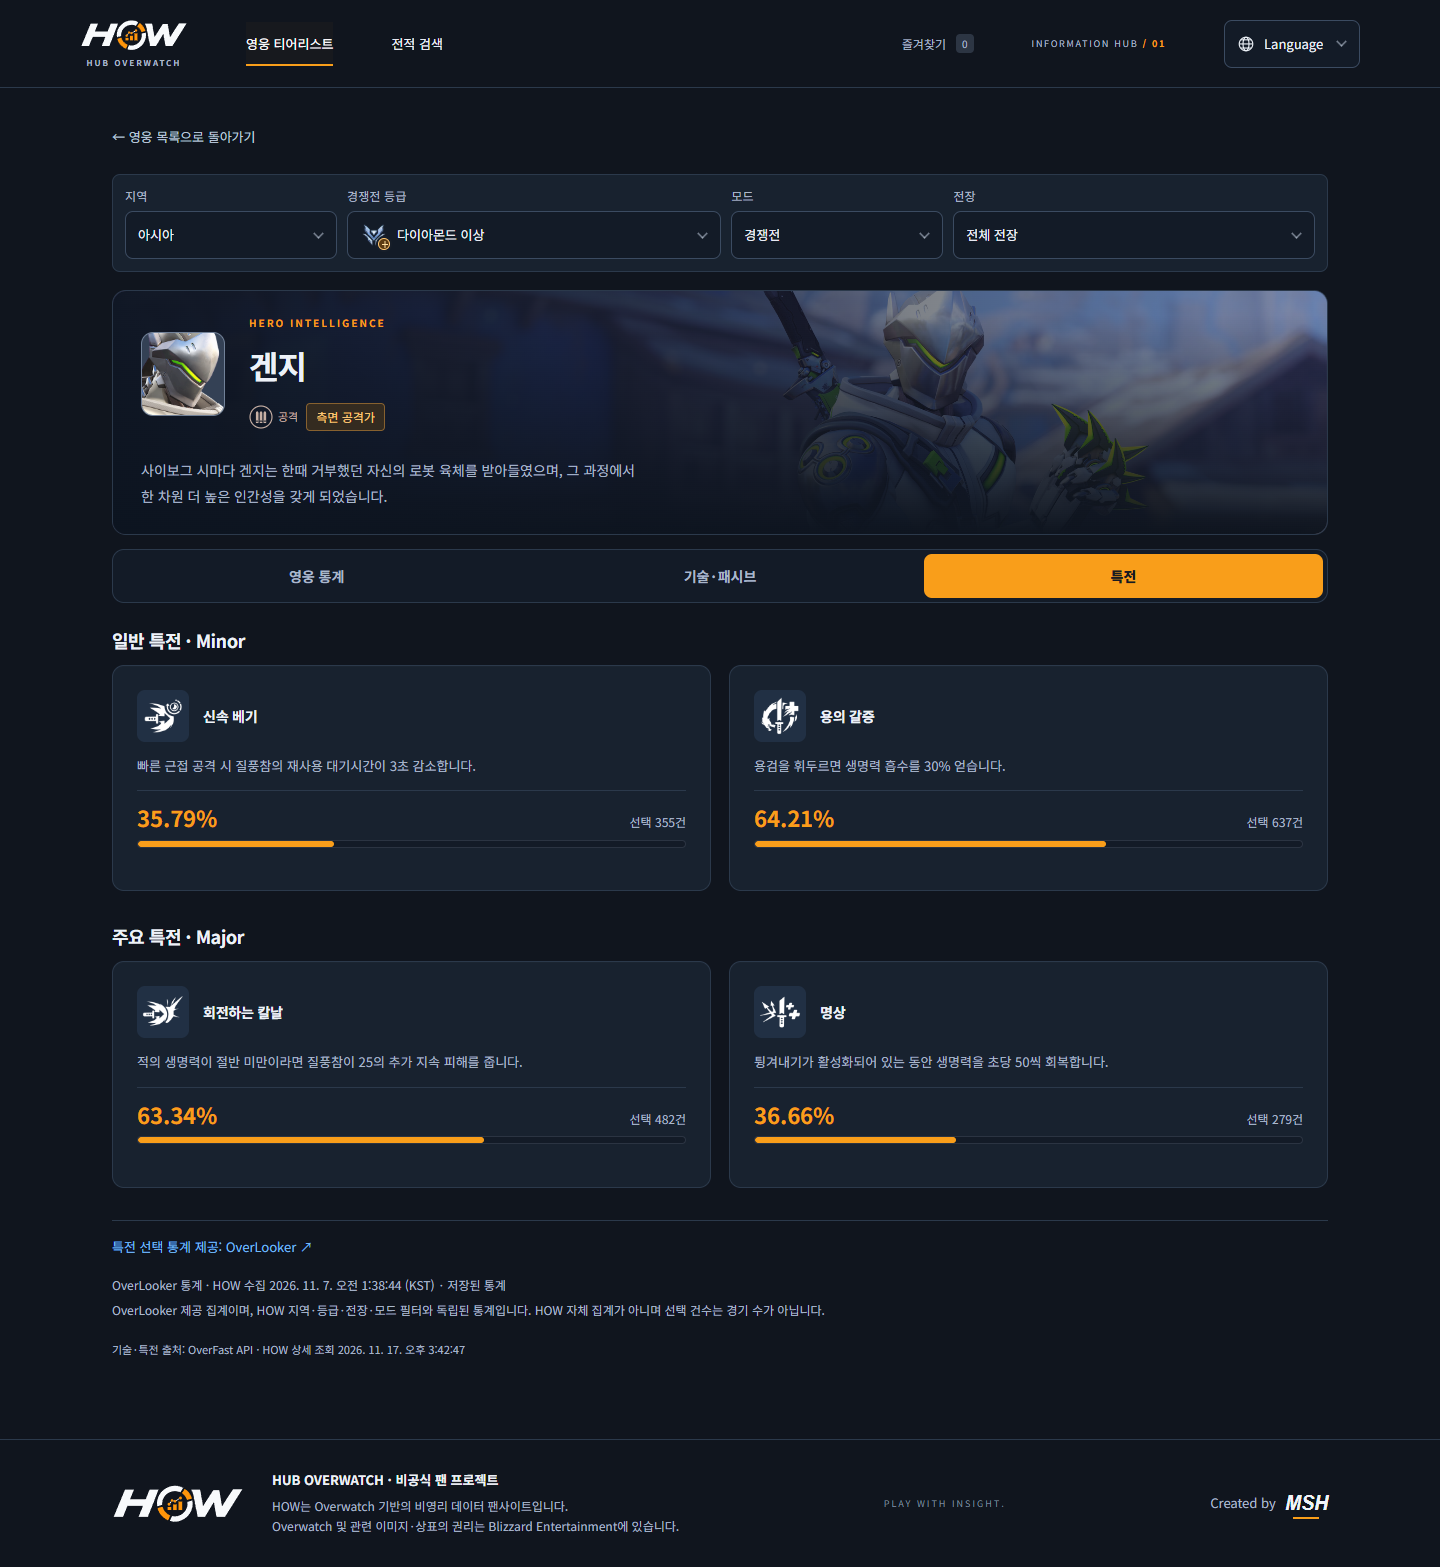 HOW
HUB OVERWATCH
영웅 티어리스트
전적 검색
즐겨찾기 0
INFORMATION HUB / 01
Language
← 영웅 목록으로 돌아가기
지역
경쟁전 등급
모드
전장
아시아
다이아몬드 이상
경쟁전
전체 전장
HERO INTELLIGENCE
겐지
공격
측면 공격가
사이보그 시마다 겐지는 한때 거부했던 자신의 로봇 육체를 받아들였으며, 그 과정에서
한 차원 더 높은 인간성을 갖게 되었습니다.
영웅 통계
기술·패시브
특전
일반 특전 · Minor
신속 베기
빠른 근접 공격 시 질풍참의 재사용 대기시간이 3초 감소합니다.
35.79%
선택 355건
용의 갈증
용검을 휘두르면 생명력 흡수를 30% 얻습니다.
64.21%
선택 637건
주요 특전 · Major
회전하는 칼날
적의 생명력이 절반 미만이라면 질풍참이 25의 추가 지속 피해를 줍니다.
63.34%
선택 482건
명상
튕겨내기가 활성화되어 있는 동안 생명력을 초당 50씩 회복합니다.
36.66%
선택 279건
특전 선택 통계 제공: OverLooker ↗
OverLooker 통계 · HOW 수집 2026. 11. 7. 오전 1:38:44 (KST) · 저장된 통계
OverLooker 제공 집계이며, HOW 지역·등급·전장·모드 필터와 독립된 통계입니다. HOW 자체 집계가 아니며 선택 건수는 경기 수가 아닙니다.
기술·특전 출처: OverFast API · HOW 상세 조회 2026. 11. 17. 오후 3:42:47
HOW
HUB OVERWATCH · 비공식 팬 프로젝트
HOW는 Overwatch 기반의 비영리 데이터 팬사이트입니다.
Overwatch 및 관련 이미지·상표의 권리는 Blizzard Entertainment에 있습니다.
PLAY WITH INSIGHT.
Created by MSH